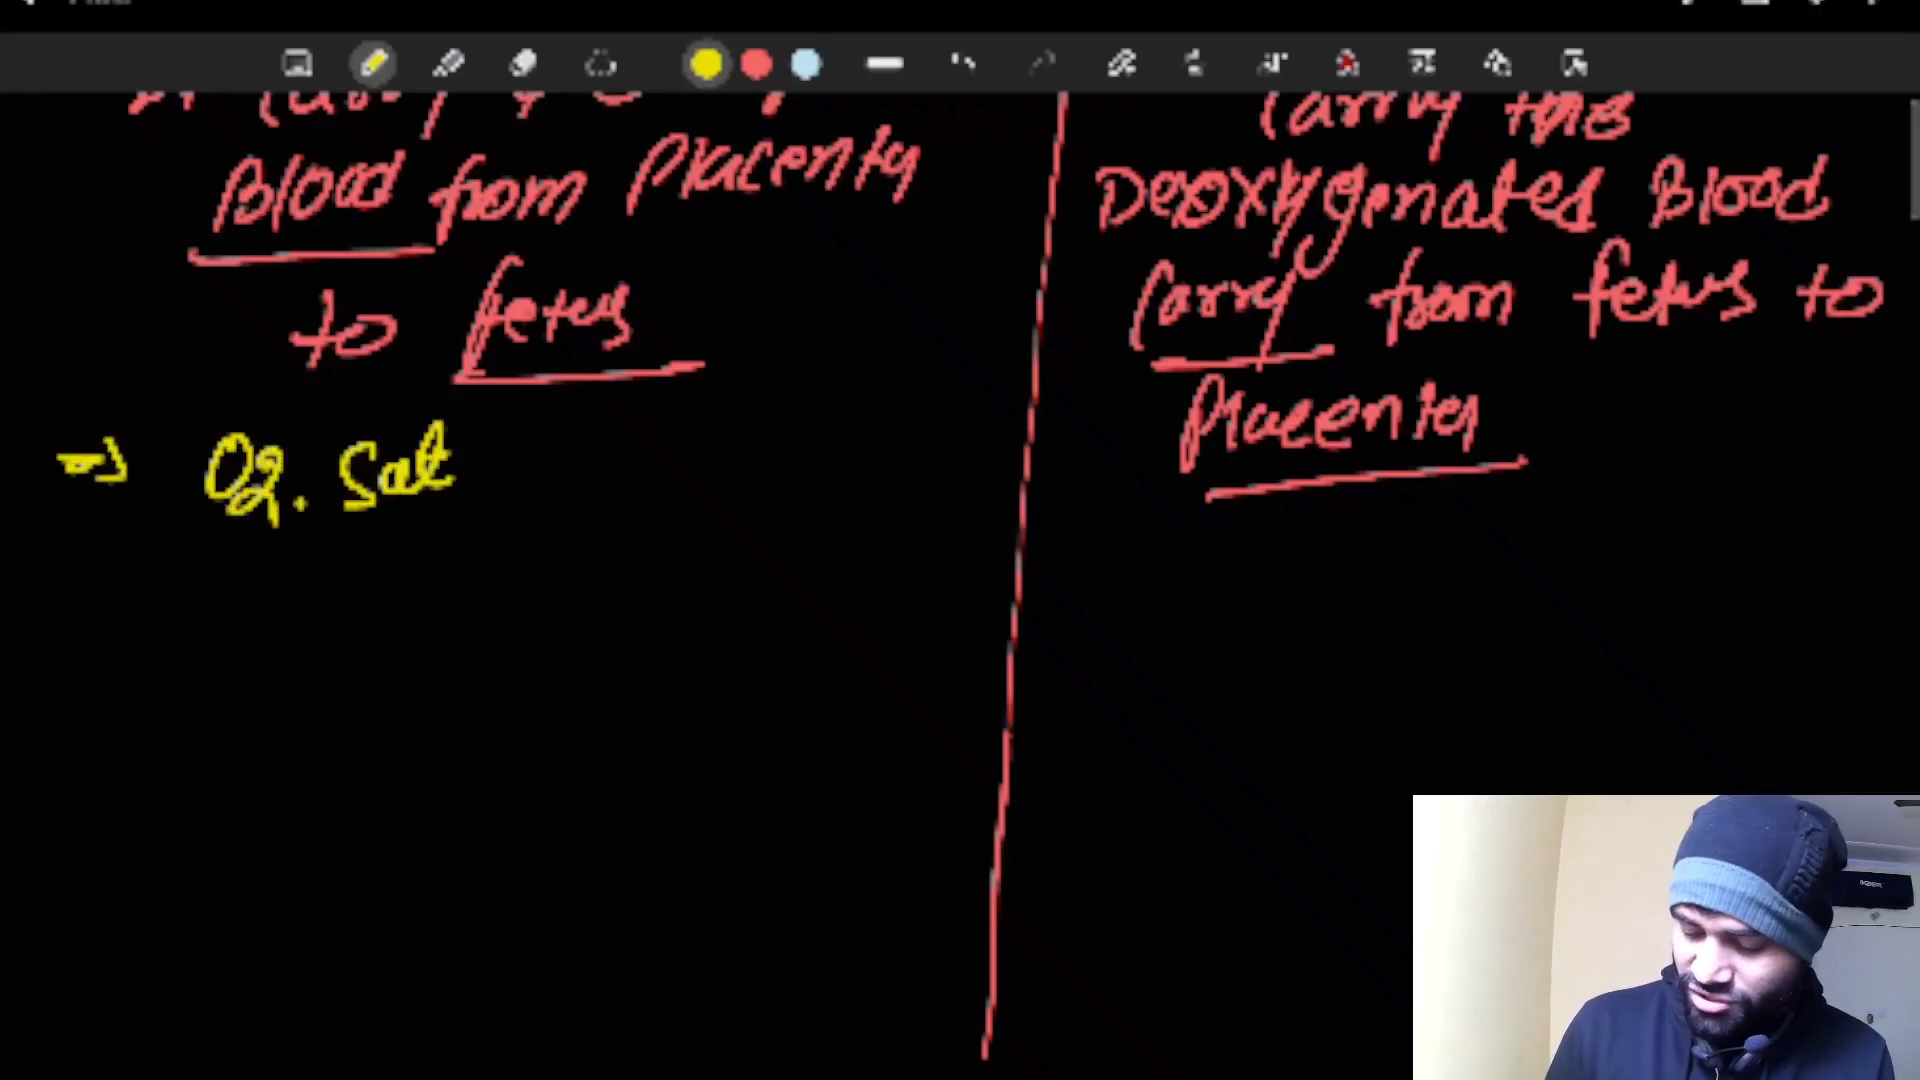 Blood from Placenta
to fetus
⇒ O2. Sat
Carry the
Deoxygenated Blood
Carry from fetus to
Placenta